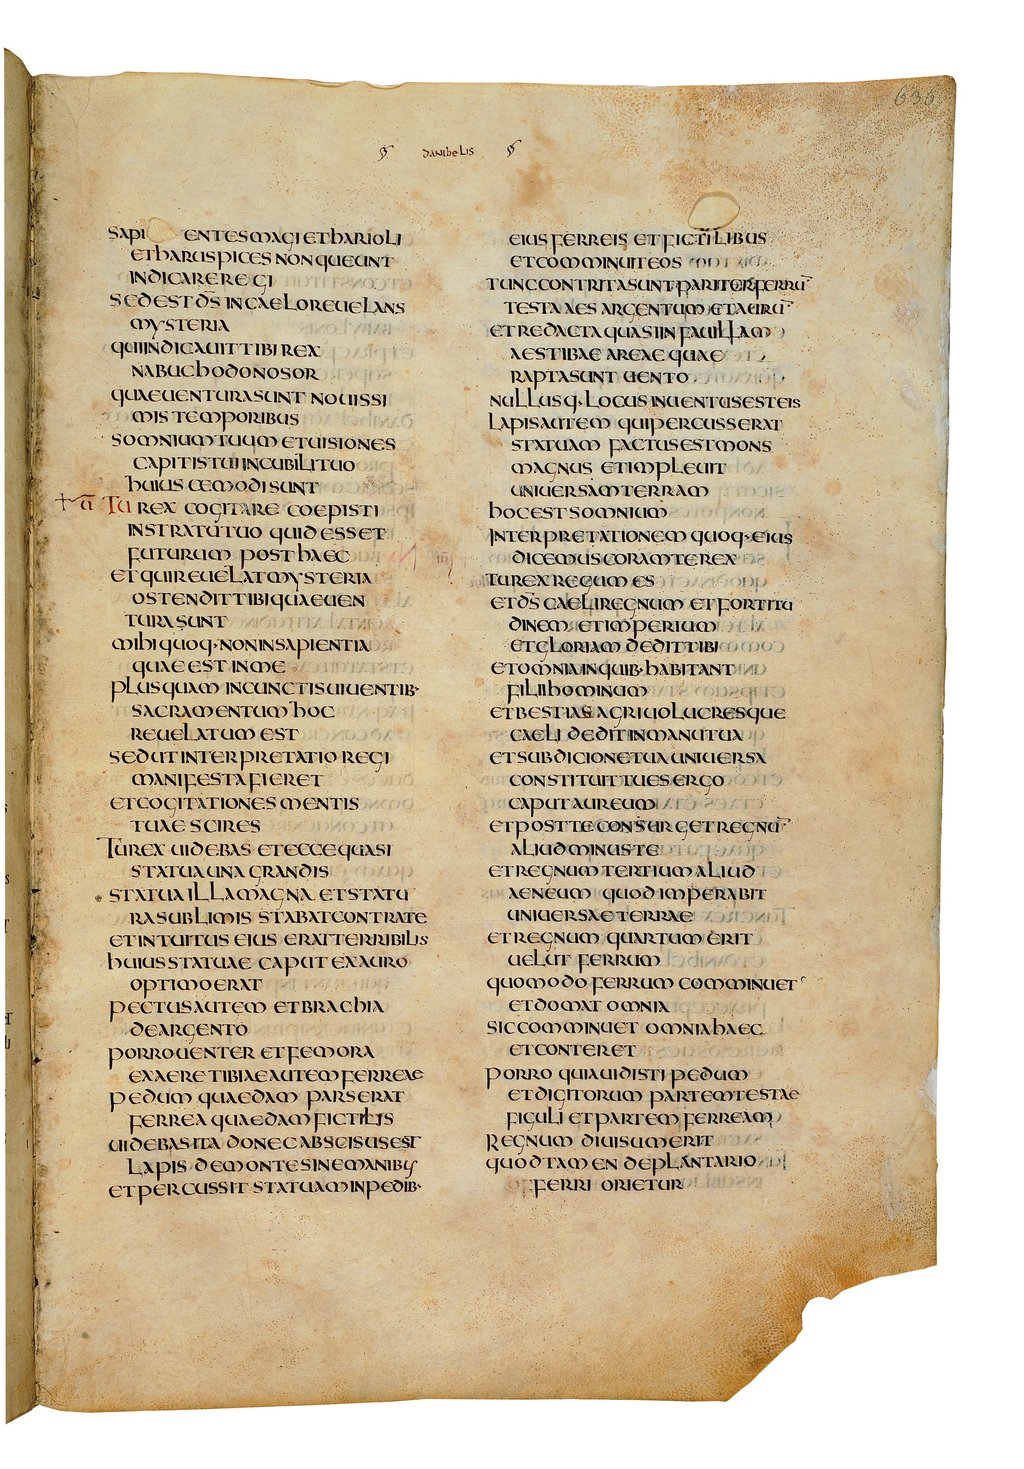 636
danihelis
SAPIENTES MAGI ET HARIOLI
ET HARUSPICES NON QUEUNT
INDICARE REGI
SED EST D̅S̅ IN CAELO REUELANS
MYSTERIA
QUI INDICAUIT TIBI REX
NABUCHODONOSOR
QUAE UENTURA SUNT NOUISSI
MIS TEMPORIBUS
SOMNIUM TUUM ET UISIONES
CAPITIS TUI IN CUBILI TUO
HUIUSCEMODI SUNT
TU REX COGITARE COEPISTI
IN STRATU TUO QUID ESSET
FUTURUM POST HAEC
ET QUI REUELAT MYSTERIA
OSTENDIT TIBI QUAE UEN
TURA SUNT
MIHI QUOQ· NON IN SAPIENTIA
QUAE EST IN ME
PLUS QUAM IN CUNCTIS UIUENTIB·
SACRAMENTUM HOC
REUELATUM EST
SED UT INTERPRETATIO REGI
MANIFESTA FIERET
ET COGITATIONES MENTIS
TUAE SCIRES
TU REX UIDEBAS ET ECCE QUASI
STATUA UNA GRANDIS
STATUA ILLA MAGNA ET STATU
RA SUBLIMIS STABAT CONTRA TE
ET INTUITUS EIUS ERAT TERRIBILIS
HUIUS STATUAE CAPUT EX AURO
OPTIMO ERAT
PECTUS AUTEM ET BRACHIA
DE ARGENTO
PORRO UENTER ET FEMORA
EX AERE TIBIAE AUTEM FERREAE
PEDUM QUAEDAM PARS ERAT
FERREA QUAEDAM FICTILIS
UIDEBAS ITA DONEC ABSCISUS EST
LAPIS DE MONTE SINE MANIBUS
ET PERCUSSIT STATUAM IN PEDIB·
EIUS FERREIS ET FICTILIBUS
ET COMMINUIT EOS
TUNC CONTRITA SUNT PARITER FERRU̅
TESTA AES ARGENTUM ET AURU̅
ET REDACTA QUASI IN FAUILLAM
AESTIBAE AREAE QUAE
RAPTA SUNT UENTO
NULLUSQ· LOCUS INUENTUS EST EIS
LAPIS AUTEM QUI PERCUSSERAT
STATUAM FACTUS EST MONS
MAGNUS ET IMPLEUIT
UNIUERSAM TERRAM
HOC EST SOMNIUM
INTERPRETATIONEM QUOQ· EIUS
DICEMUS CORAM TE REX
TU REX REGUM ES
ET D̅S̅ CAELI REGNUM ET FORTITU
DINEM ET IMPERIUM
ET GLORIAM DEDIT TIBI
ET OMNIA IN QUIB· HABITANT
FILII HOMINUM
ET BESTIAS AGRI UOLUCRESQUE
CAELI DEDIT IN MANU TUA
ET SUB DICIONE TUA UNIUERSA
CONSTITUIT TU ES ERGO
CAPUT AUREUM
ET POST TE CONSURGET REGNU̅
ALIUD MINUS TE
ET REGNUM TERTIUM ALIUD
AENEUM QUOD IMPERABIT
UNIUERSAE TERRAE
ET REGNUM QUARTUM ERIT
UELUT FERRUM
QUOMODO FERRUM COMMINUET
ET DOMAT OMNIA
SIC COMMINUET OMNIA HAEC
ET CONTERET
PORRO QUIA UIDISTI PEDUM
ET DIGITORUM PARTEM TESTAE
FIGULI ET PARTEM FERREAM
REGNUM DIUISUM ERIT
QUOD TAMEN DE PLANTARIO
FERRI ORIETUR